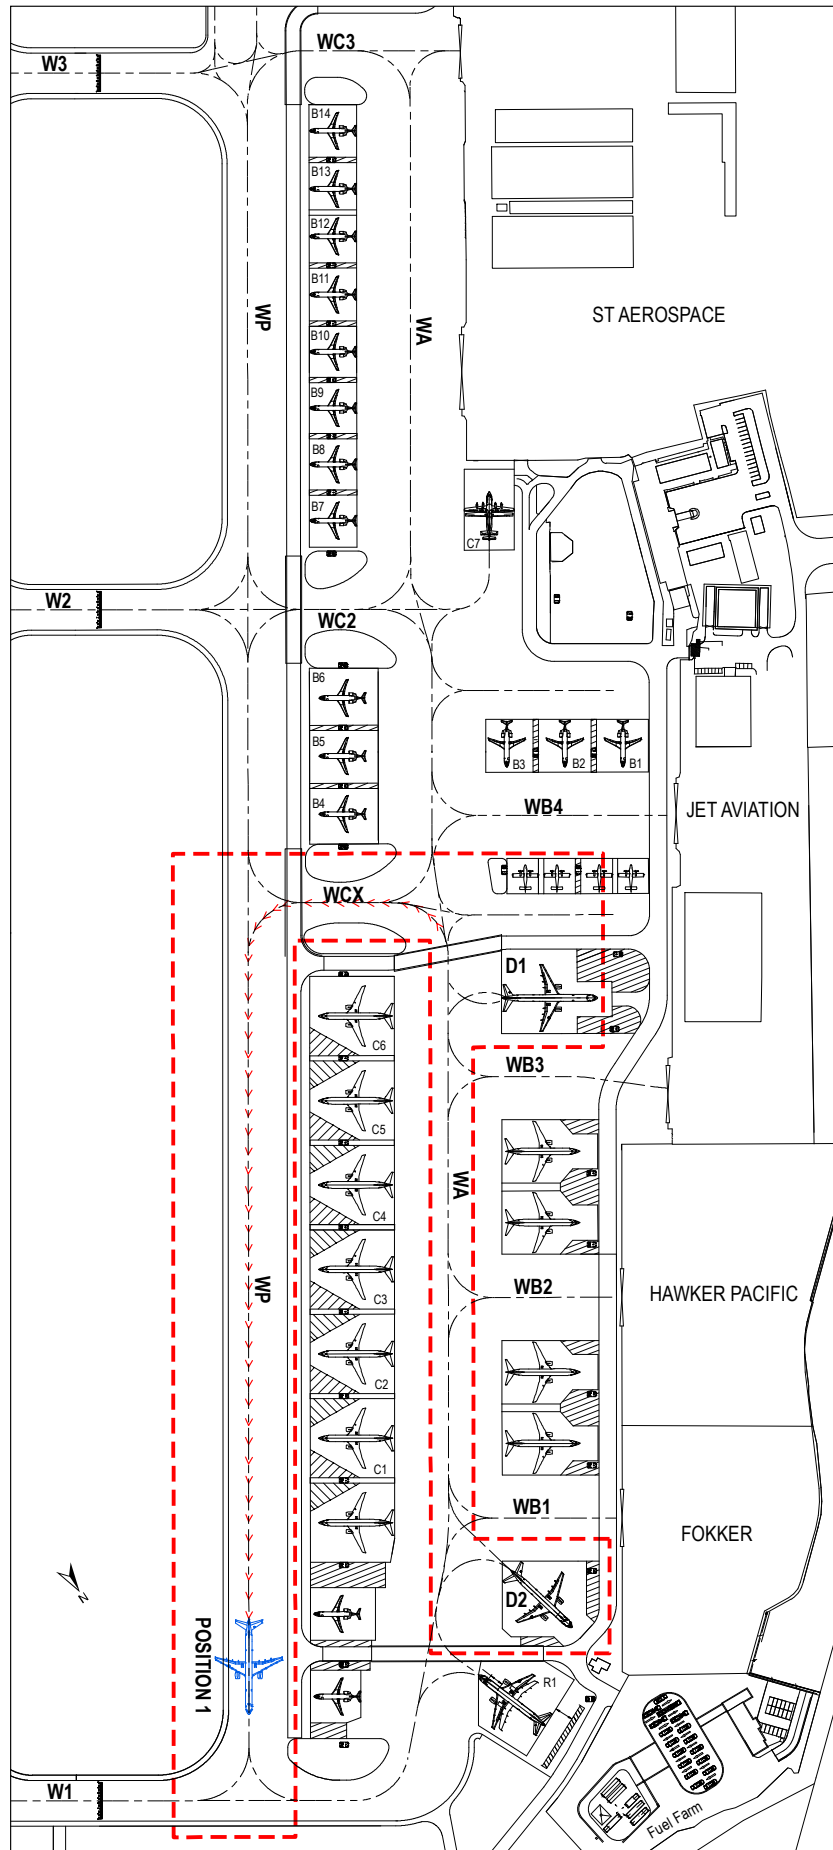 WC3
W3
B14
B13
B12
B11
WP
WA
ST AEROSPACE
B10
B9
B8
B7
C7
W2
WC2
B6
B5
B4
B3
B2
B1
WB4
JET AVIATION
WCX
D1
C6
WB3
C5
WA
C4
WP
C3
WB2
HAWKER PACIFIC
C2
C1
WB1
FOKKER
N
D2
POSITION 1
R1
W1
Fuel Farm